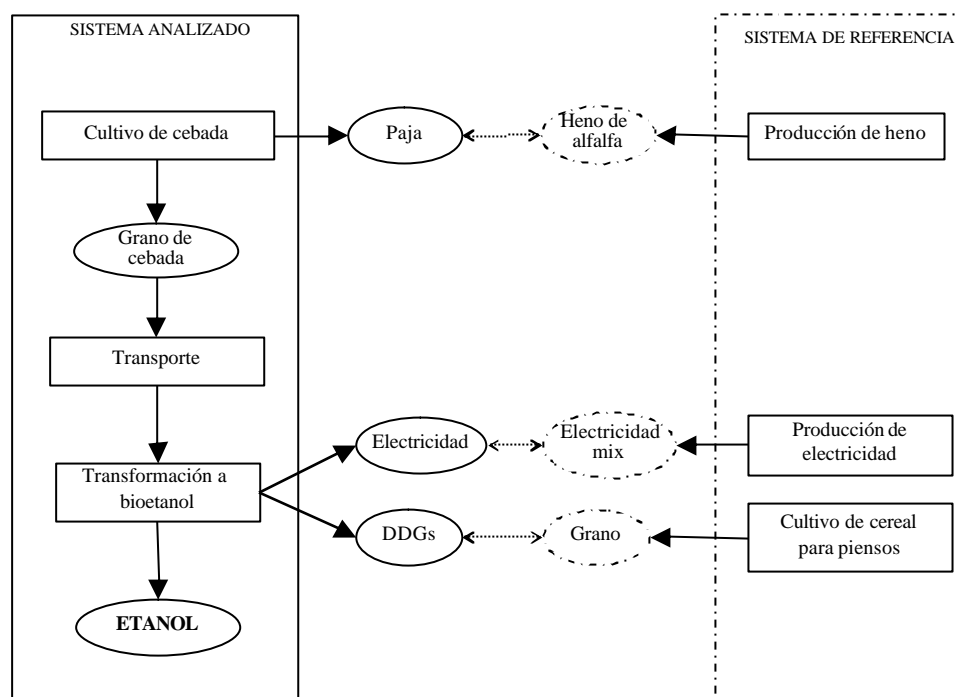 SISTEMA ANALIZADO
SISTEMA DE REFERENCIA
Cultivo de cebada
Paja
Heno de
alfalfa
Producción de heno
Grano de
cebada
Transporte
Transformación a
bioetanol
Electricidad
Electricidad
mix
Producción de
electricidad
DDGs
Grano
Cultivo de cereal
para piensos
ETANOL